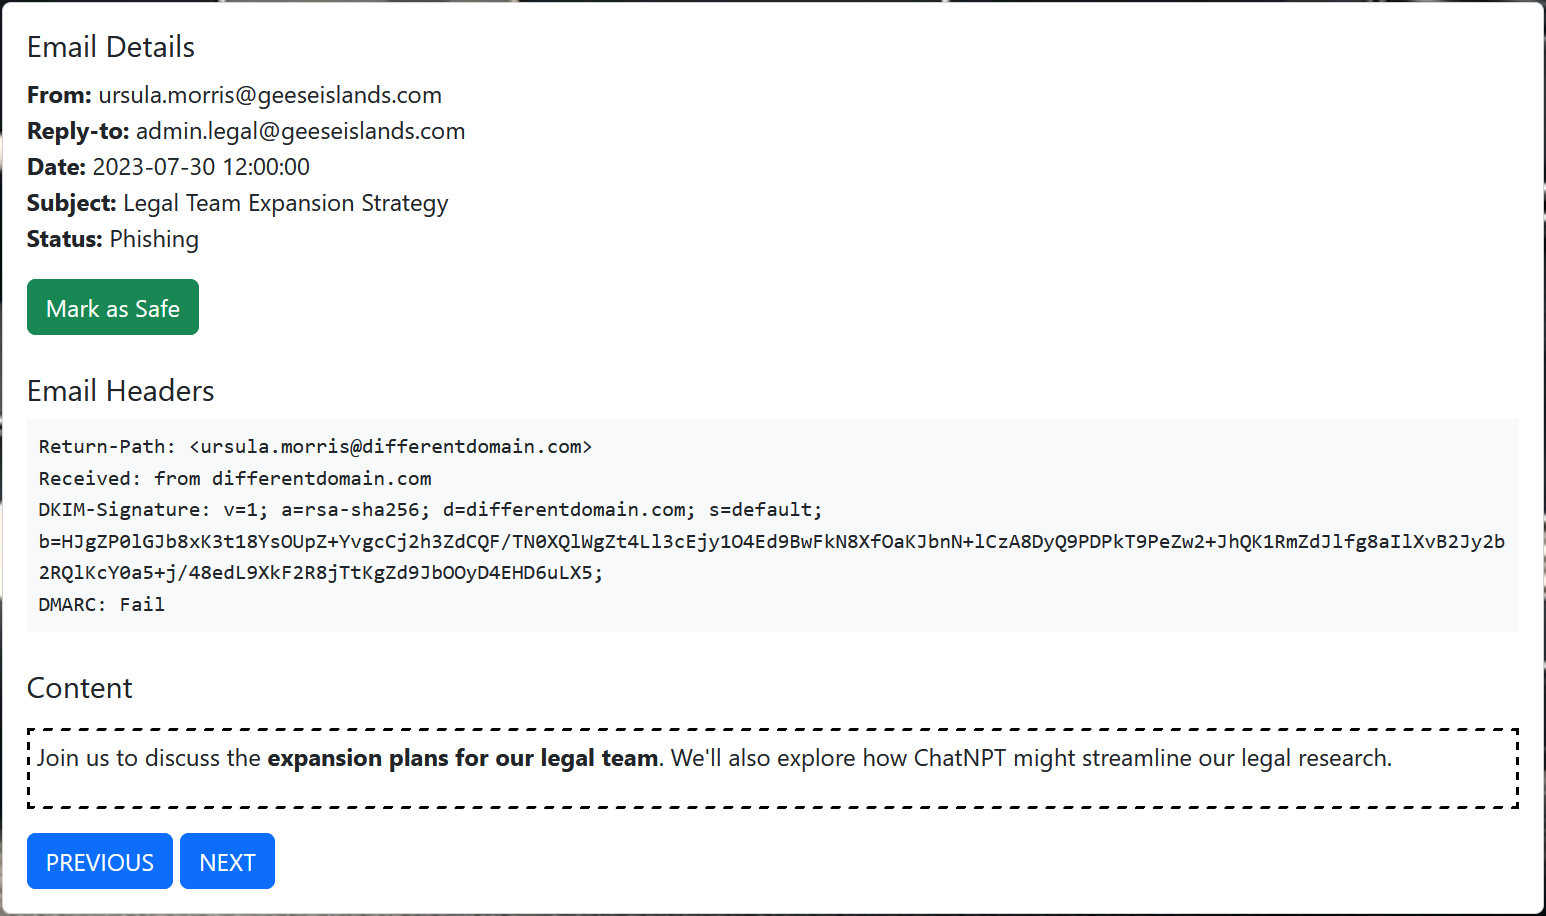 Email Details
From: ursula.morris@geeseislands.com
Reply-to: admin.legal@geeseislands.com
Date: 2023-07-30 12:00:00
Subject: Legal Team Expansion Strategy
Status: Phishing
Mark as Safe
Email Headers
Return-Path: <ursula.morris@differentdomain.com>
Received: from differentdomain.com
DKIM-Signature: v=1; a=rsa-sha256; d=differentdomain.com; s=default;
b=HJgZP0lGJb8xK3t18YsOUpZ+YvgcCj2h3ZdCQF/TN0XQlWgZt4Ll3cEjy1O4Ed9BwFkN8XfOaKJbnN+lCzA8DyQ9PDPkT9PeZw2+JhQK1RmZdJlfg8aIlXvB2Jy2b
2RQlKcY0a5+j/48edL9XkF2R8jTtKgZd9JbOOyD4EHD6uLX5;
DMARC: Fail
Content
Join us to discuss the expansion plans for our legal team. We'll also explore how ChatNPT might streamline our legal research.
PREVIOUS NEXT